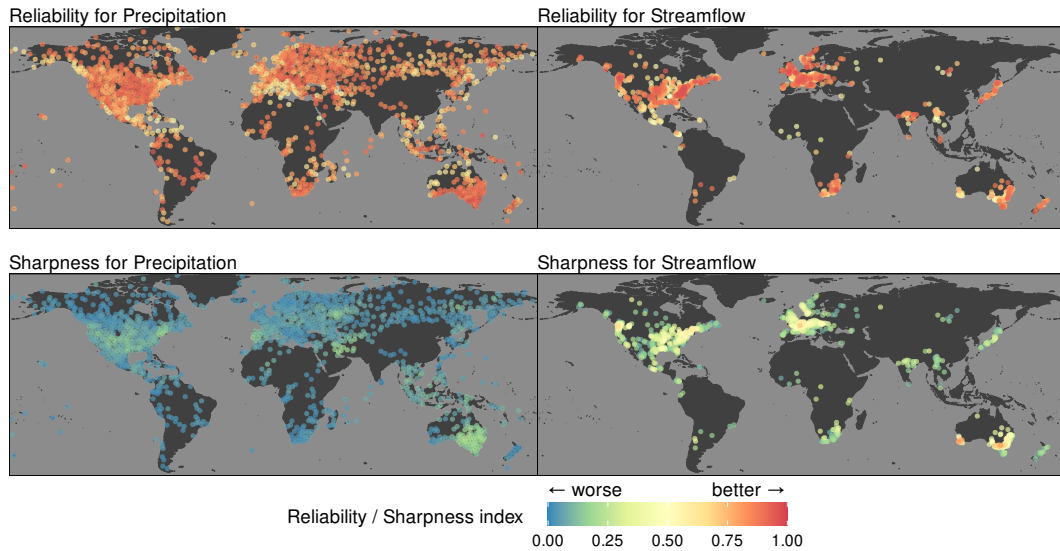 Reliability for Precipitation
Reliability for Streamflow
Sharpness for Precipitation
Sharpness for Streamflow
← worse better →
Reliability / Sharpness index
0.00 0.25 0.50 0.75 1.00